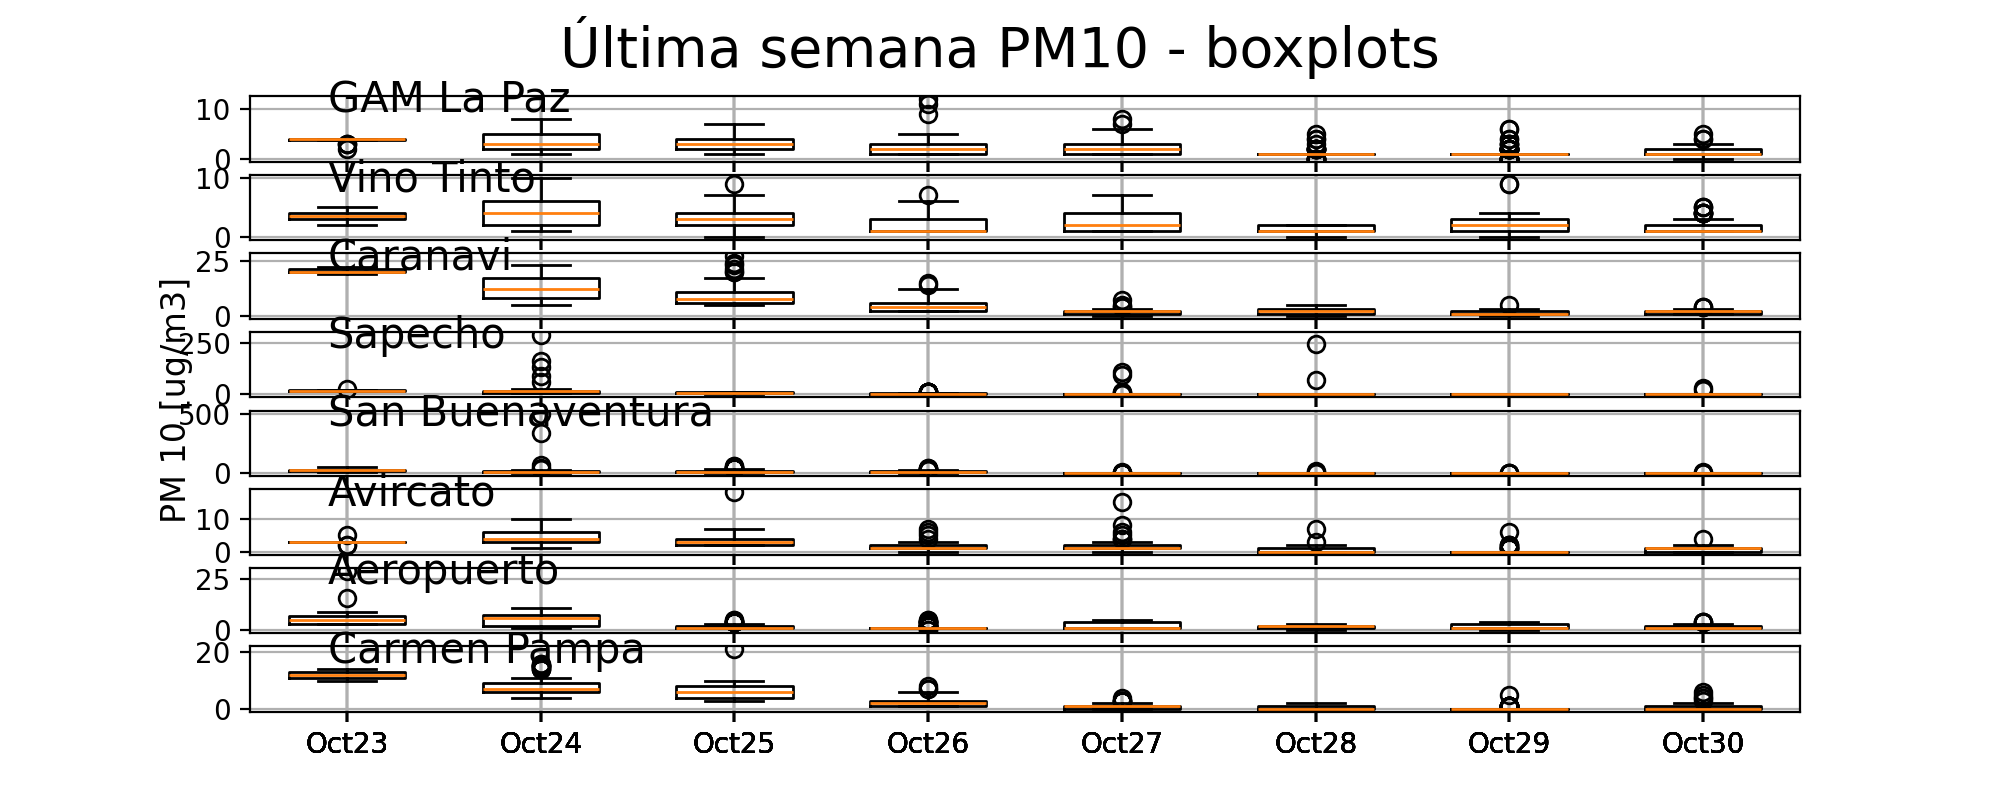 Última semana PM10 - boxplots
GAM La Paz
10
0
Vino Tinto
10
0
Caranavi
25
0
Sapecho
250
0
San Buenaventura
500
0
Avircato
10
0
Aeropuerto
25
0
Carmen Pampa
20
0
PM 10 [ug/m3]
Oct23 Oct24 Oct25 Oct26 Oct27 Oct28 Oct29 Oct30